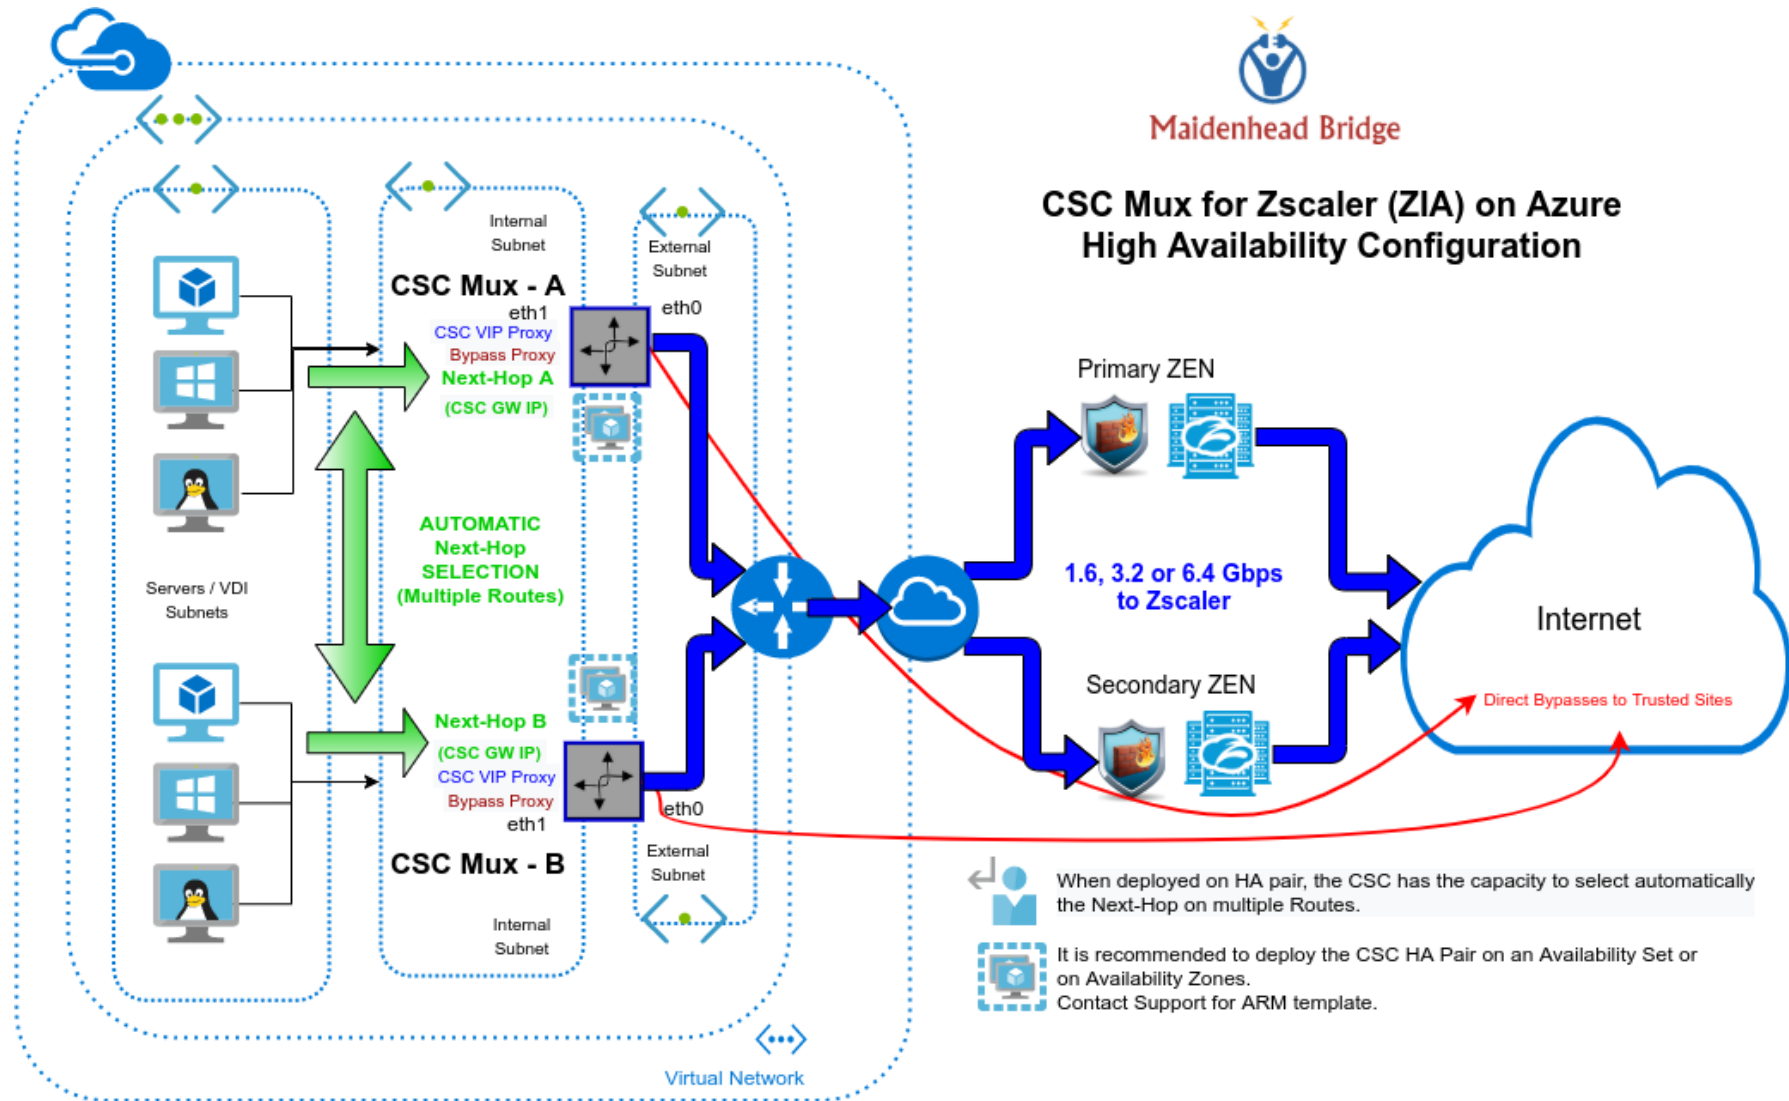 Maidenhead Bridge
CSC Mux for Zscaler (ZIA) on Azure
High Availability Configuration
Internal
Subnet
External
Subnet
CSC Mux - A
eth1
eth0
CSC VIP Proxy
Bypass Proxy
Next-Hop A
(CSC GW IP)
Primary ZEN
AUTOMATIC
Next-Hop
SELECTION
(Multiple Routes)
Servers / VDI
Subnets
1.6, 3.2 or 6.4 Gbps
to Zscaler
Internet
Secondary ZEN
Direct Bypasses to Trusted Sites
Next-Hop B
(CSC GW IP)
CSC VIP Proxy
Bypass Proxy
eth1
eth0
CSC Mux - B
External
Subnet
Internal
Subnet
When deployed on HA pair, the CSC has the capacity to select automatically
the Next-Hop on multiple Routes.
It is recommended to deploy the CSC HA Pair on an Availability Set or
on Availability Zones.
Contact Support for ARM template.
Virtual Network